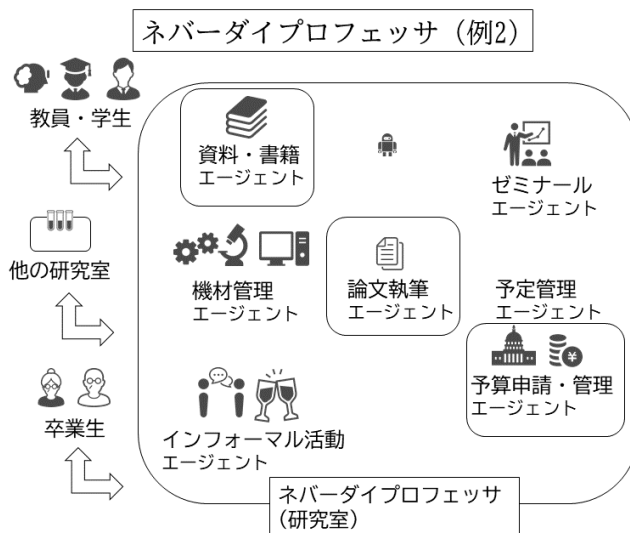 ネバーダイプロフェッサ（例2）
教員・学生
他の研究室
卒業生
資料・書籍
エージェント
ゼミナール
エージェント
機材管理
エージェント
論文執筆
エージェント
予定管理
エージェント
¥
予算申請・管理
エージェント
インフォーマル活動
エージェント
ネバーダイプロフェッサ
(研究室)